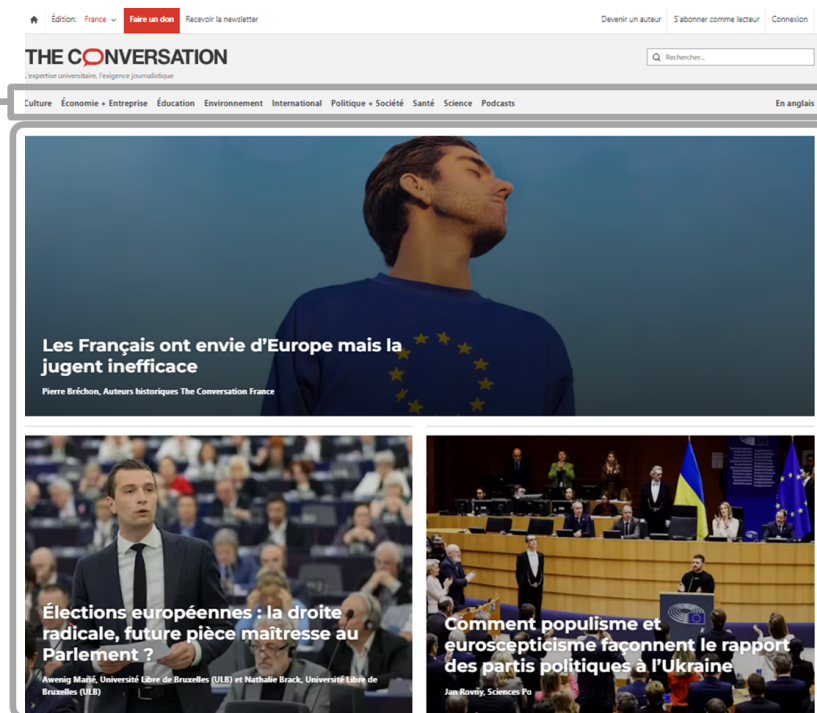 Édition: France Faire un don Recevoir la newsletter Devenir un auteur S'abonner comme lecteur Connexion
THE CONVERSATION
L'expertise universitaire, l'exigence journalistique
Rechercher...
Culture Économie + Entreprise Éducation Environnement International Politique + Société Santé Science Podcasts En anglais
Les Français ont envie d'Europe mais la
jugent inefficace
Pierre Bréchon, Auteurs historiques The Conversation France
Élections européennes : la droite
radicale, future pièce maîtresse au
Parlement ?
Awenig Marié, Université Libre de Bruxelles (ULB) et Nathalie Brack, Université Libre de
Bruxelles (ULB)
Comment populisme et
euroscepticisme façonnent le rapport
des partis politiques à l'Ukraine
Jan Rovny, Sciences Po